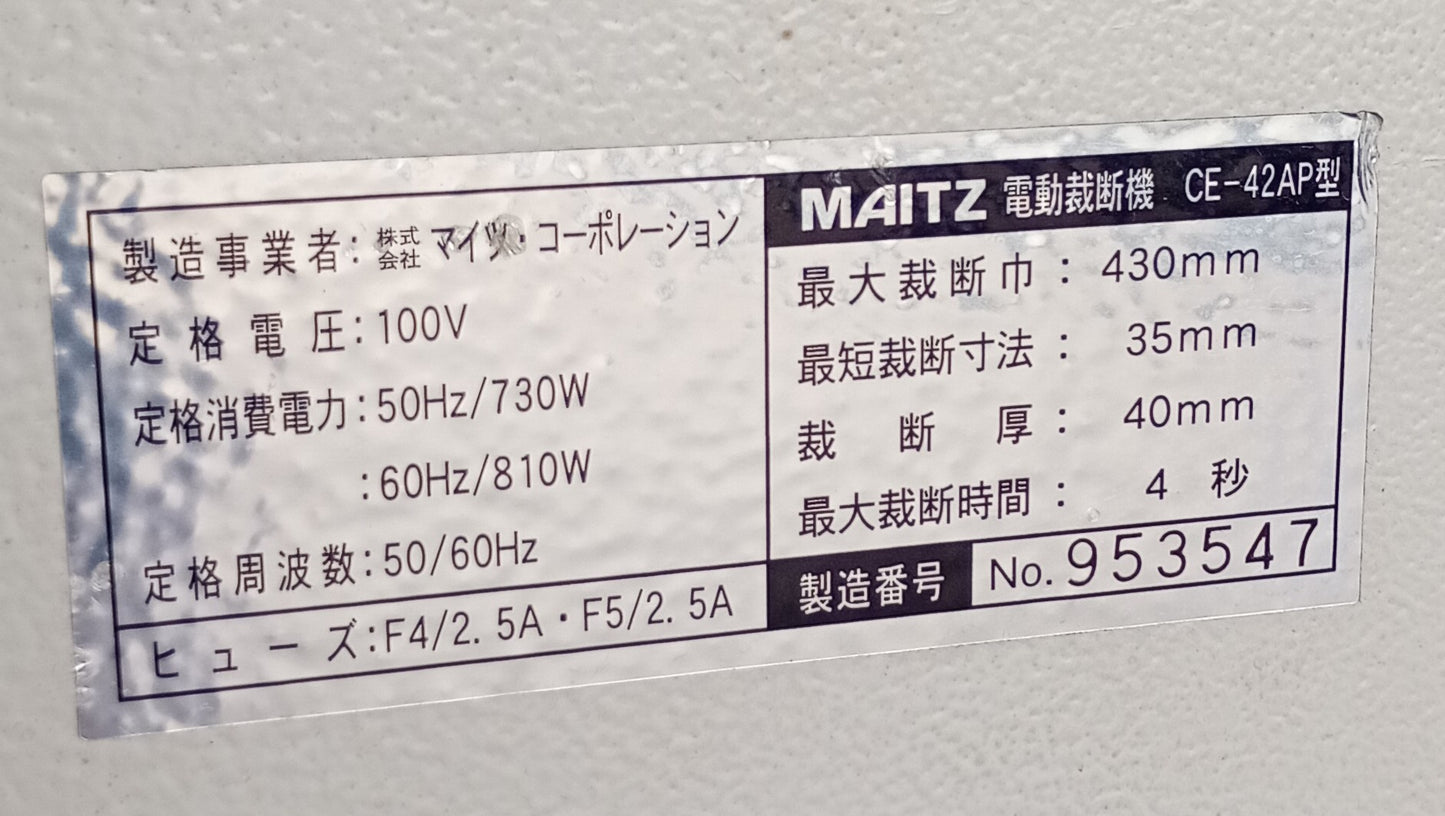 製造事業者：株式会社 マイツ・コーポレーション
定格電圧：100V
定格消費電力：50Hz/730W
：60Hz/810W
定格周波数：50/60Hz
ヒューズ：F4/2.5A・F5/2.5A
MAITZ 電動裁断機 CE-42AP型
最大裁断巾：430mm
最短裁断寸法：35mm
裁断厚：40mm
最大裁断時間：4秒
製造番号 No.953547